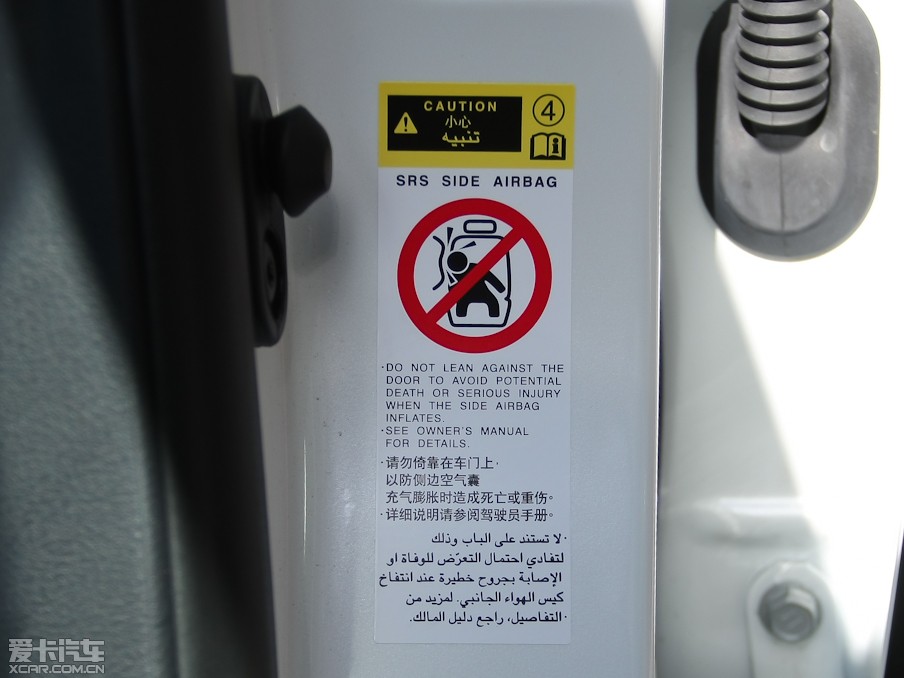 CAUTION
小心
تنبيه
4
SRS SIDE AIRBAG
·DO NOT LEAN AGAINST THE
DOOR TO AVOID POTENTIAL
DEATH OR SERIOUS INJURY
WHEN THE SIDE AIRBAG
INFLATES.
·SEE OWNER'S MANUAL
FOR DETAILS.
·请勿倚靠在车门上·
以防侧边空气囊
充气膨胀时造成死亡或重伤。
·详细说明请参阅驾驶员手册。
·لا تستند على الباب وذلك
لتفادي احتمال التعرّض للوفاة او
الإصابة بجروح خطيرة عند انتفاخ
كيس الهواء الجانبي. لمزيد من
·التفاصيل، راجع دليل المالك.
爱卡汽车
XCAR.COM.CN